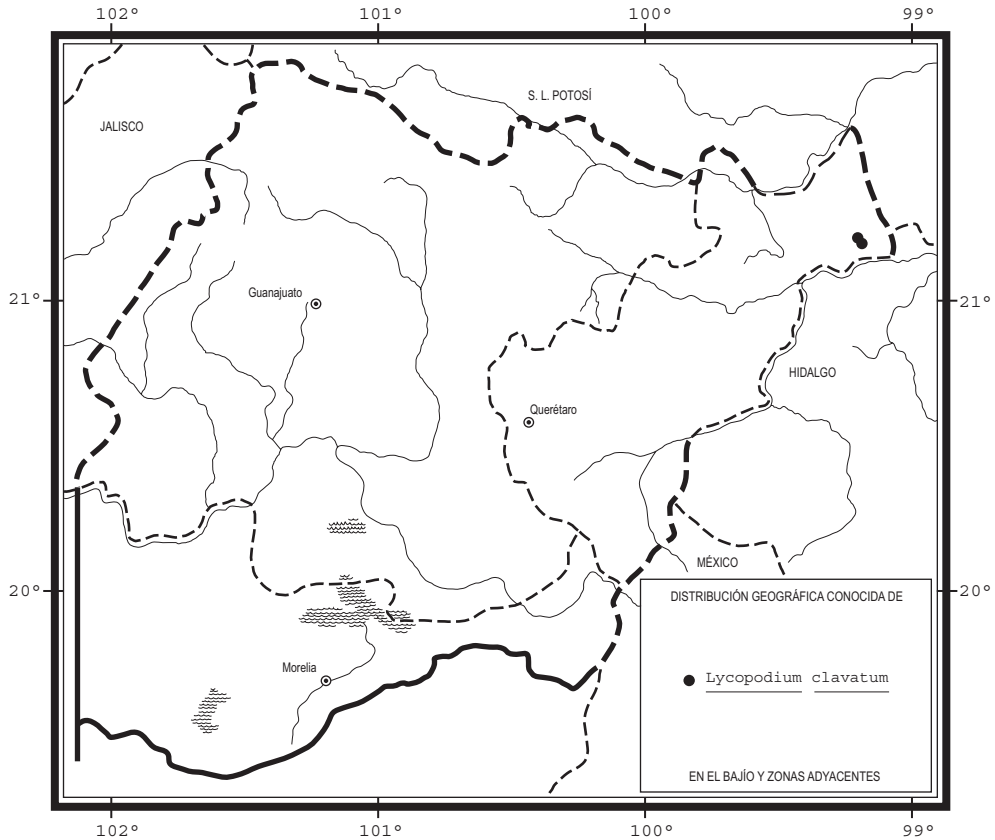 102° 101° 100° 99°
S. L. POTOSÍ
JALISCO
Guanajuato
21° 21°
HIDALGO
Querétaro
MÉXICO
20° 20°
DISTRIBUCIÓN GEOGRÁFICA CONOCIDA DE
Morelia
Lycopodium clavatum
EN EL BAJÍO Y ZONAS ADYACENTES
102° 101° 100° 99°